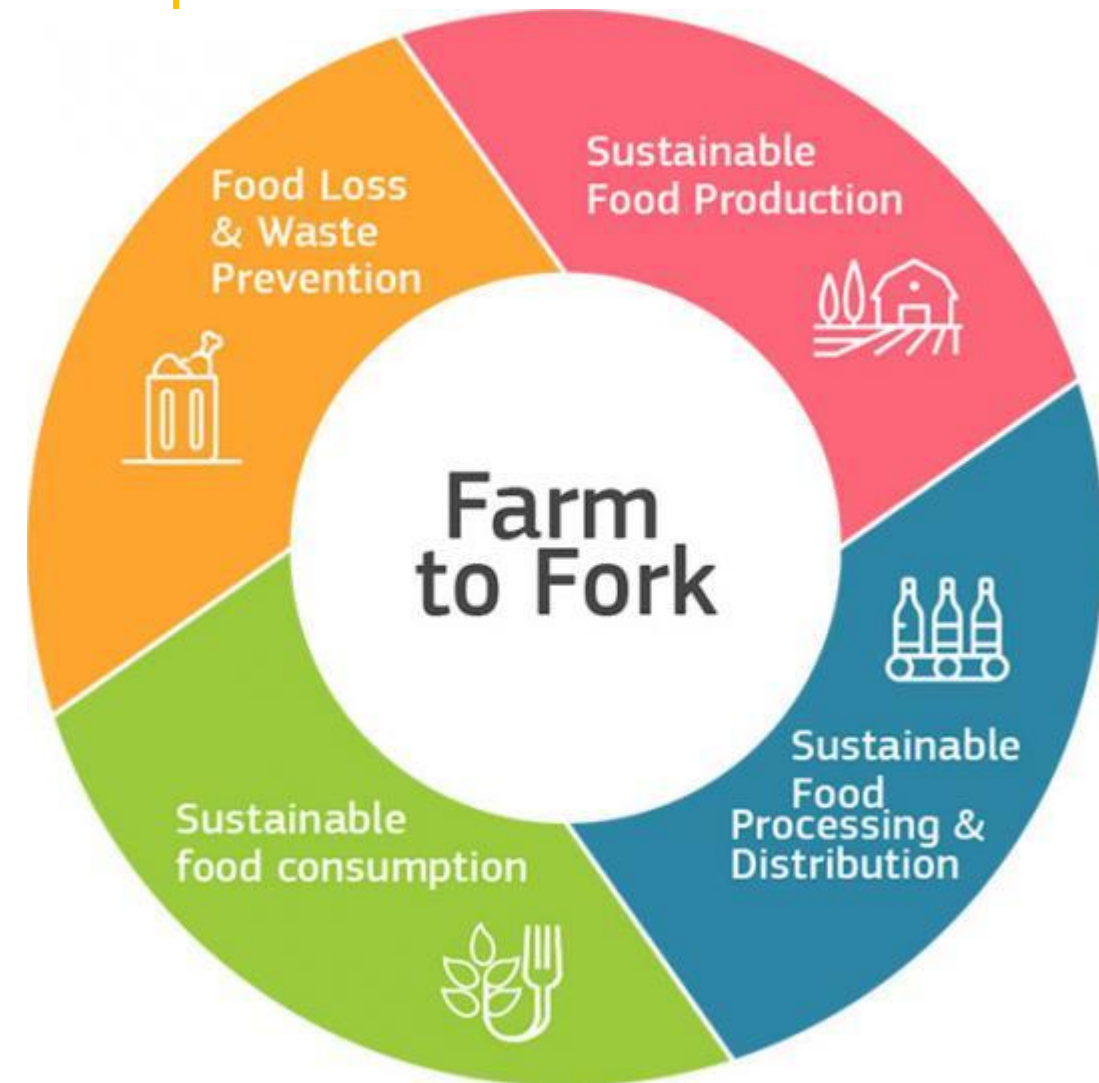 Food Loss
& Waste
Prevention
Sustainable
Food Production
Farm
to Fork
Sustainable
Food
Processing &
Distribution
Sustainable
food consumption